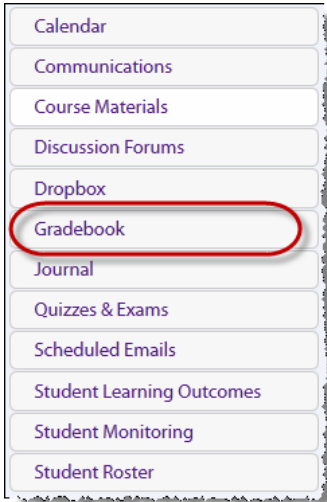 Calendar
Communications
Course Materials
Discussion Forums
Dropbox
Gradebook
Journal
Quizzes & Exams
Scheduled Emails
Student Learning Outcomes
Student Monitoring
Student Roster